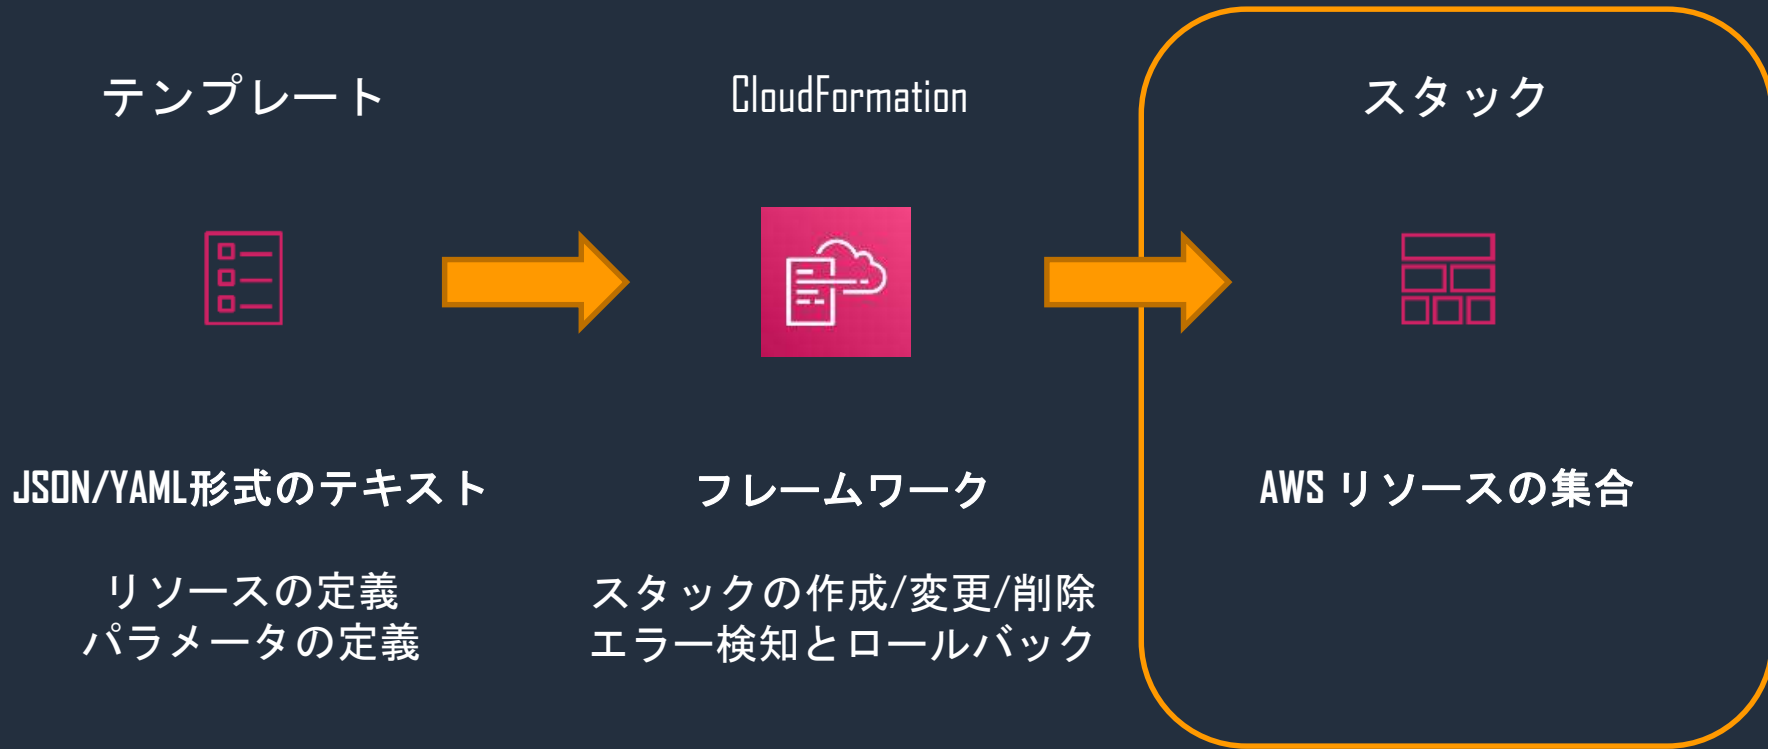 テンプレート
CloudFormation
スタック
JSON/YAML形式のテキスト
フレームワーク
AWS リソースの集合
リソースの定義
パラメータの定義
スタックの作成/変更/削除
エラー検知とロールバック